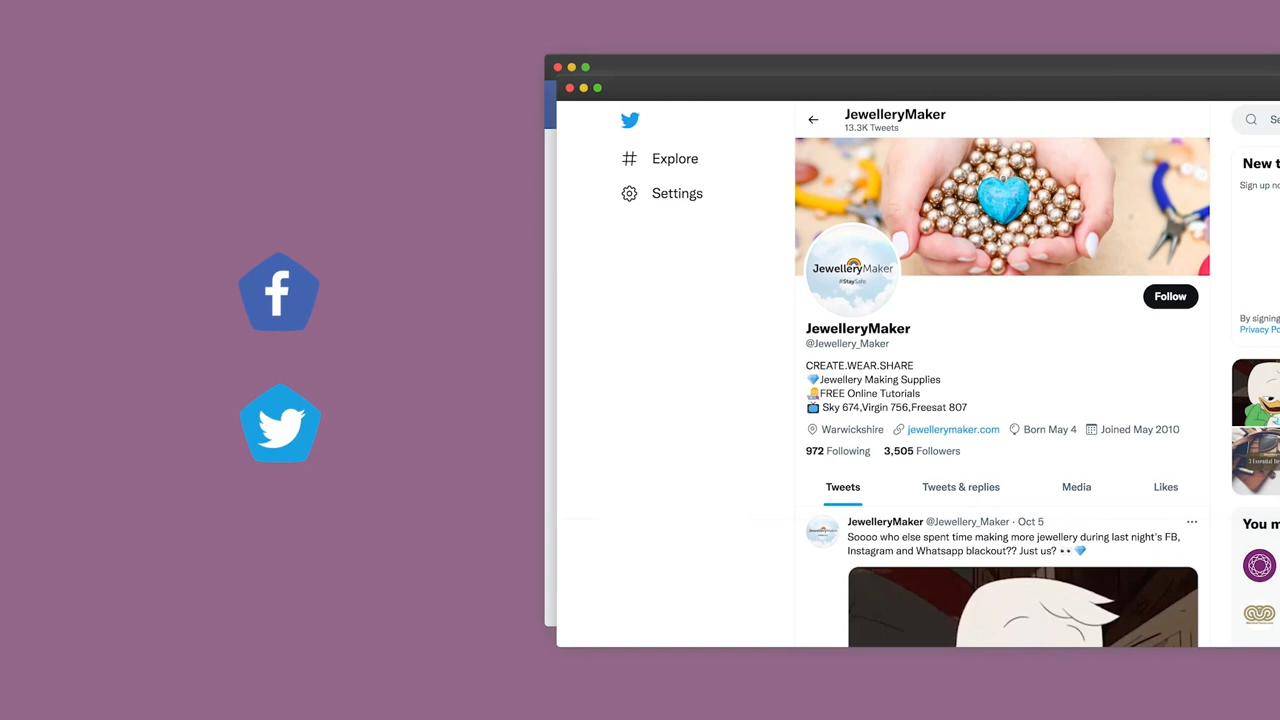 JewelleryMaker
13.3K Tweets
Explore
Settings
JewelleryMaker
#StaySafe
Follow
JewelleryMaker
@Jewellery_Maker
CREATE.WEAR.SHARE
💎Jewellery Making Supplies
FREE Online Tutorials
📺 Sky 674,Virgin 756,Freesat 807
Warwickshire jewellerymaker.com Born May 4 Joined May 2010
972 Following 3,505 Followers
Tweets Tweets & replies Media Likes
JewelleryMaker @Jewellery_Maker · Oct 5
Soooo who else spent time making more jewellery during last night's FB,
Instagram and Whatsapp blackout?? Just us? 👀 💎
Se
New t
Sign up no
By signing
Privacy Po
You m